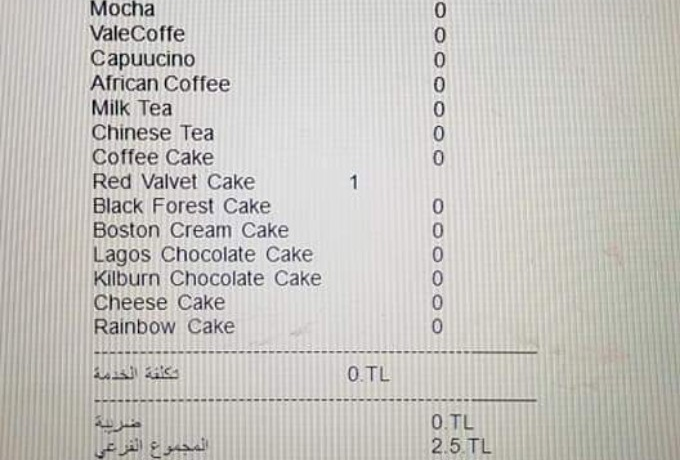 Mocha 0
ValeCoffe 0
Capuucino 0
African Coffee 0
Milk Tea 0
Chinese Tea 0
Coffee Cake 0
Red Valvet Cake 1
Black Forest Cake 0
Boston Cream Cake 0
Lagos Chocolate Cake 0
Kilburn Chocolate Cake 0
Cheese Cake 0
Rainbow Cake 0
تكلفة الخدمة 0.TL
ضريبة 0.TL
المجموع الفرعي 2.5.TL